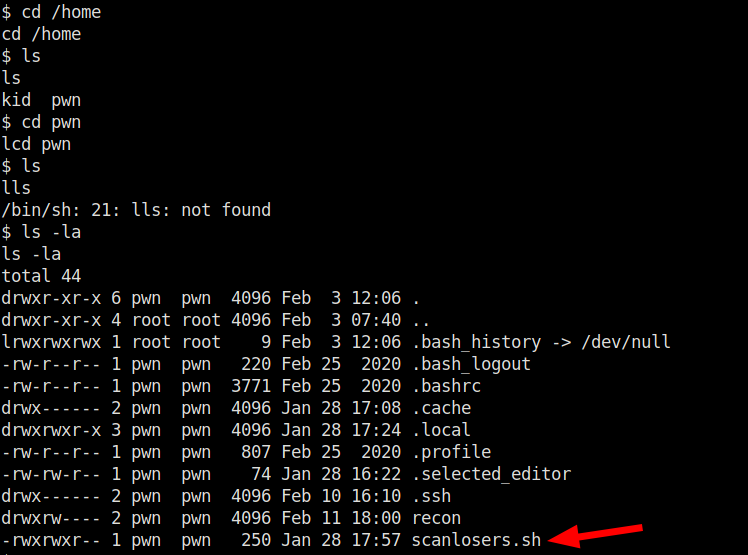 $ cd /home
cd /home
$ ls
ls
kid  pwn
$ cd pwn
lcd pwn
$ ls
lls
/bin/sh: 21: lls: not found
$ ls -la
ls -la
total 44
drwxr-xr-x 6 pwn  pwn  4096 Feb  3 12:06 .
drwxr-xr-x 4 root root 4096 Feb  3 07:40 ..
lrwxrwxrwx 1 root root    9 Feb  3 12:06 .bash_history -> /dev/null
-rw-r--r-- 1 pwn  pwn   220 Feb 25  2020 .bash_logout
-rw-r--r-- 1 pwn  pwn  3771 Feb 25  2020 .bashrc
drwx------ 2 pwn  pwn  4096 Jan 28 17:08 .cache
drwxrwxr-x 3 pwn  pwn  4096 Jan 28 17:24 .local
-rw-r--r-- 1 pwn  pwn   807 Feb 25  2020 .profile
-rw-rw-r-- 1 pwn  pwn    74 Jan 28 16:22 .selected_editor
drwx------ 2 pwn  pwn  4096 Feb 10 16:10 .ssh
drwxrw---- 2 pwn  pwn  4096 Feb 11 18:00 recon
-rwxrwxr-- 1 pwn  pwn   250 Jan 28 17:57 scanlosers.sh